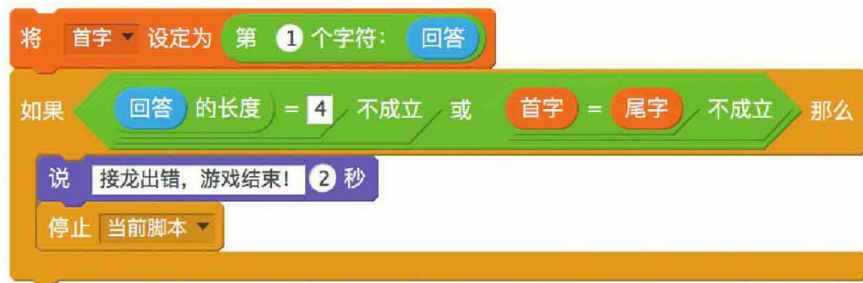 将 首字 设定为 第 1 个字符： 回答
如果 回答 的长度 = 4 不成立 或 首字 = 尾字 不成立 那么
说 接龙出错，游戏结束！ 2 秒
停止 当前脚本